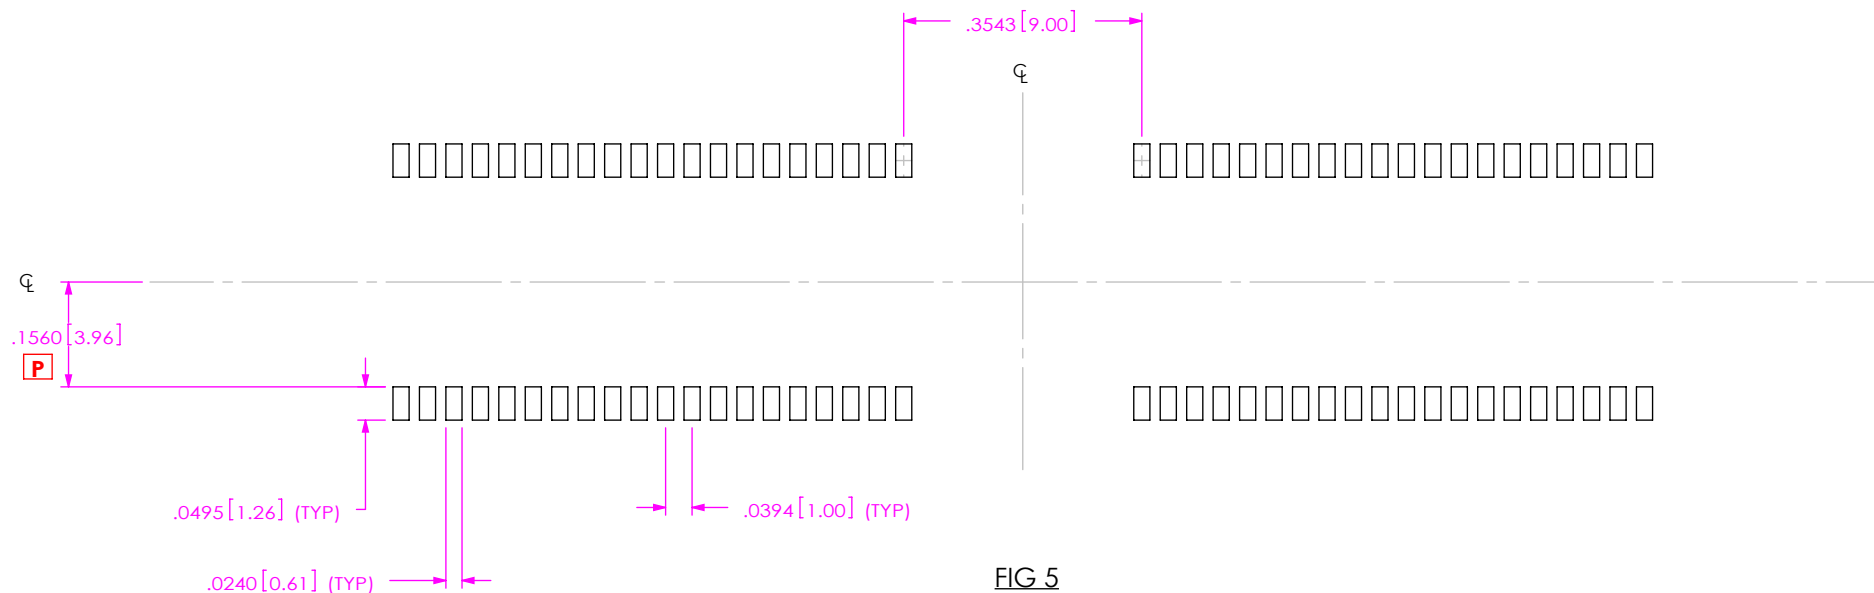 .3543[9.00]
℄
℄
.1560[3.96]
P
.0495[1.26] (TYP)
.0394[1.00] (TYP)
.0240[0.61] (TYP)
FIG 5